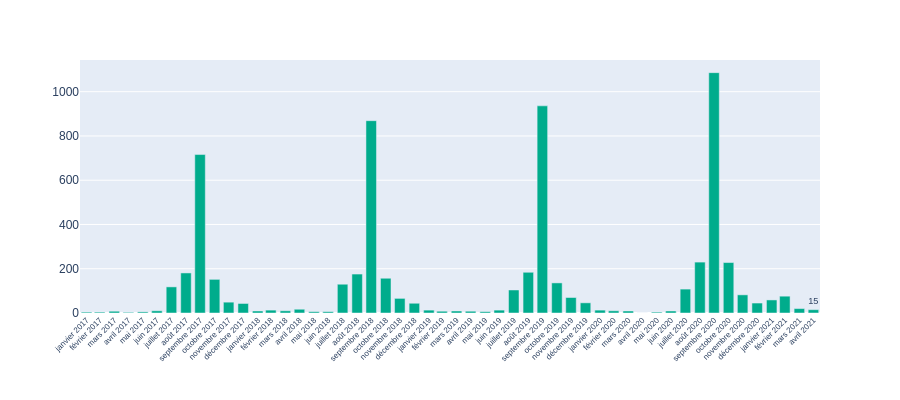 1000
800
600
400
200
0
15
janvier 2017
février 2017
mars 2017
avril 2017
mai 2017
juin 2017
juillet 2017
août 2017
septembre 2017
octobre 2017
novembre 2017
décembre 2017
janvier 2018
février 2018
mars 2018
avril 2018
mai 2018
juin 2018
juillet 2018
août 2018
septembre 2018
octobre 2018
novembre 2018
décembre 2018
janvier 2019
février 2019
mars 2019
avril 2019
mai 2019
juin 2019
juillet 2019
août 2019
septembre 2019
octobre 2019
novembre 2019
décembre 2019
janvier 2020
février 2020
mars 2020
avril 2020
mai 2020
juin 2020
juillet 2020
août 2020
septembre 2020
octobre 2020
novembre 2020
décembre 2020
janvier 2021
février 2021
mars 2021
avril 2021